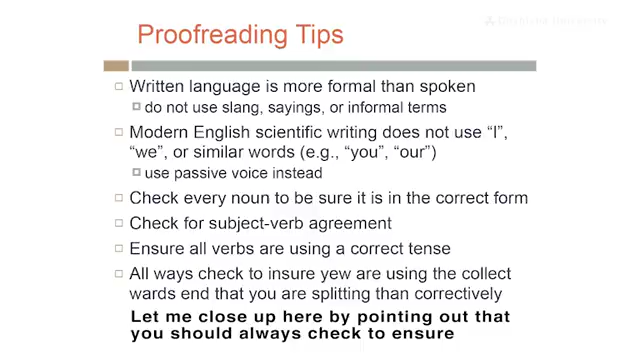 Proofreading Tips
Written language is more formal than spoken
do not use slang, sayings, or informal terms
Modern English scientific writing does not use “I”,
“we”, or similar words (e.g., “you”, “our”)
use passive voice instead
Check every noun to be sure it is in the correct form
Check for subject-verb agreement
Ensure all verbs are using a correct tense
All ways check to insure yew are using the collect
wards end that you are splitting than correctively
Let me close up here by pointing out that
you should always check to ensure